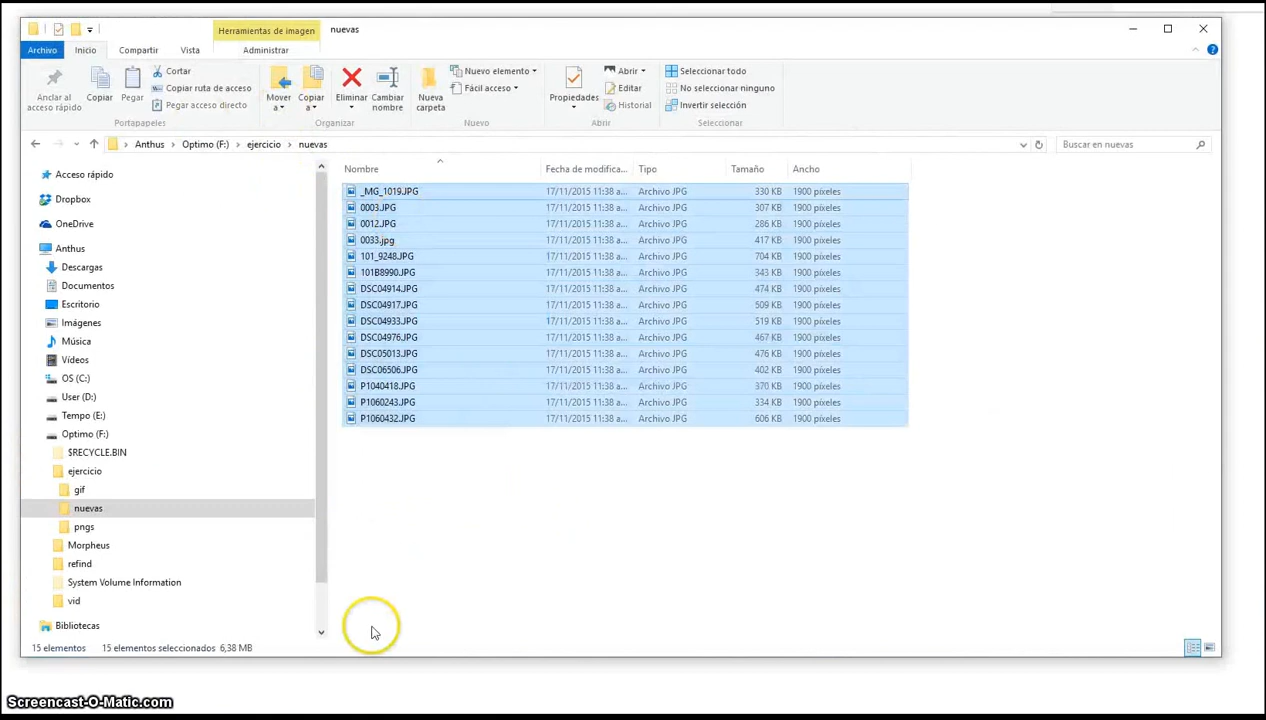 Herramientas de imagen nuevas
Archivo Inicio Compartir Vista Administrar
Anclar al acceso rápido
Copiar
Pegar
Cortar
Copiar ruta de acceso
Pegar acceso directo
Portapapeles
Mover a
Copiar a
Eliminar
Cambiar nombre
Organizar
Nueva carpeta
Nuevo elemento
Fácil acceso
Nuevo
Propiedades
Abrir
Editar
Historial
Abrir
Seleccionar todo
No seleccionar ninguno
Invertir selección
Seleccionar
Anthus Optimo (F:) ejercicio nuevas
Buscar en nuevas
Acceso rápido
Dropbox
OneDrive
Anthus
Descargas
Documentos
Escritorio
Imágenes
Música
Vídeos
OS (C:)
User (D:)
Tempo (E:)
Optimo (F:)
$RECYCLE.BIN
ejercicio
gif
nuevas
pngs
Morpheus
refind
System Volume Information
vid
Bibliotecas
Nombre Fecha de modifica... Tipo Tamaño Ancho
_MG_1019.JPG 17/11/2015 11:38 a... Archivo JPG 330 KB 1900 píxeles
0003.JPG 17/11/2015 11:38 a... Archivo JPG 307 KB 1900 píxeles
0012.JPG 17/11/2015 11:38 a... Archivo JPG 286 KB 1900 píxeles
0033.jpg 17/11/2015 11:38 a... Archivo JPG 417 KB 1900 píxeles
101_9248.JPG 17/11/2015 11:38 a... Archivo JPG 704 KB 1900 píxeles
101B8990.JPG 17/11/2015 11:38 a... Archivo JPG 343 KB 1900 píxeles
DSC04914.JPG 17/11/2015 11:38 a... Archivo JPG 474 KB 1900 píxeles
DSC04917.JPG 17/11/2015 11:38 a... Archivo JPG 509 KB 1900 píxeles
DSC04933.JPG 17/11/2015 11:38 a... Archivo JPG 519 KB 1900 píxeles
DSC04976.JPG 17/11/2015 11:38 a... Archivo JPG 467 KB 1900 píxeles
DSC05013.JPG 17/11/2015 11:38 a... Archivo JPG 476 KB 1900 píxeles
DSC06506.JPG 17/11/2015 11:38 a... Archivo JPG 402 KB 1900 píxeles
P1040418.JPG 17/11/2015 11:38 a... Archivo JPG 370 KB 1900 píxeles
P1060243.JPG 17/11/2015 11:38 a... Archivo JPG 334 KB 1900 píxeles
P1060432.JPG 17/11/2015 11:38 a... Archivo JPG 606 KB 1900 píxeles
15 elementos 15 elementos seleccionados 6,38 MB
Screencast-O-Matic.com